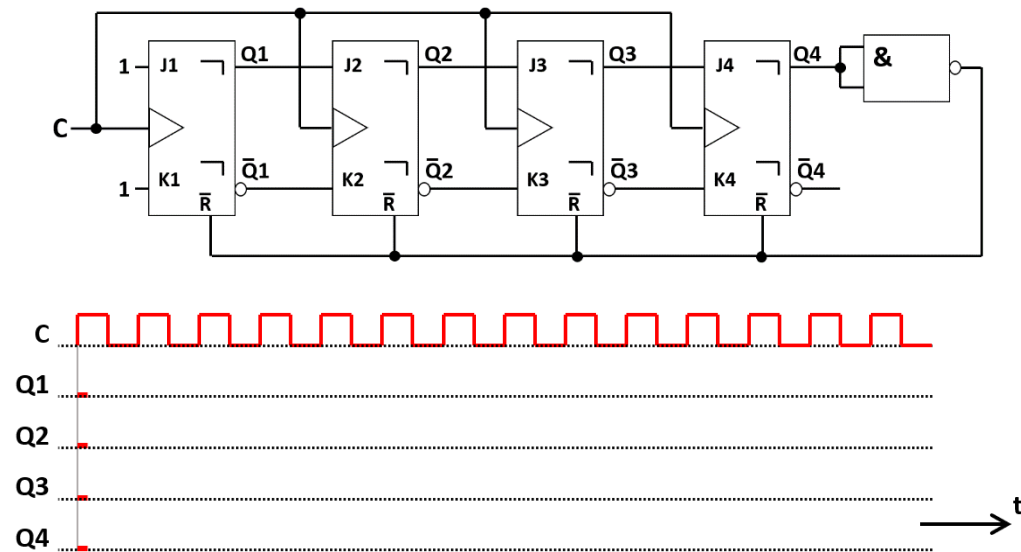 Q1 Q2 Q3 Q4 &
1 J1 J2 J3 J4
C
1 K1 Q̅1 K2 Q̅2 K3 Q̅3 K4 Q̅4
R̅ R̅ R̅ R̅
C
Q1
Q2
Q3
Q4
t